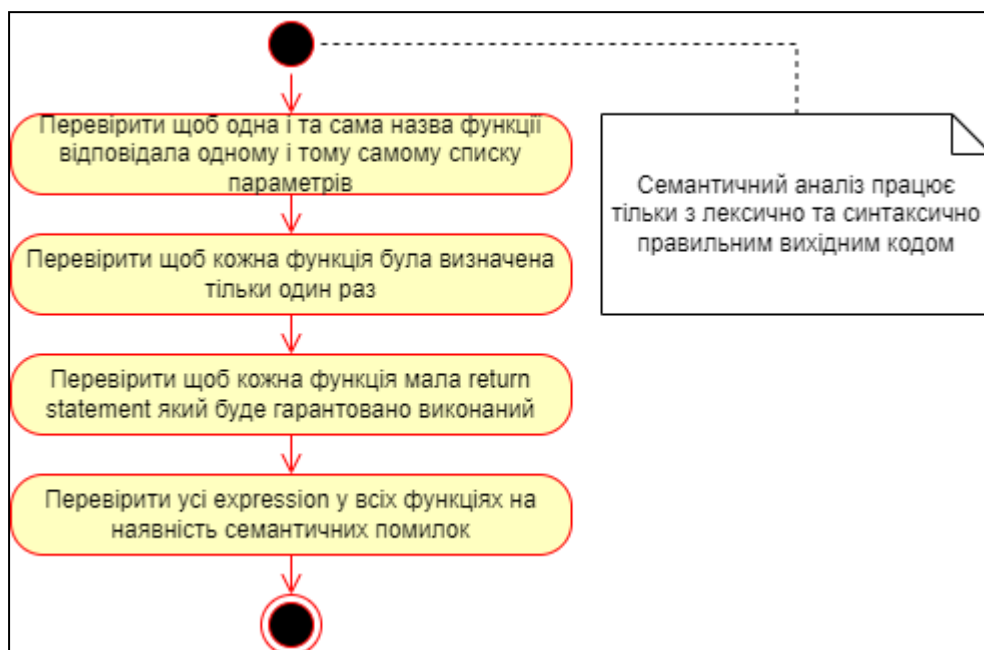 Перевірити щоб одна і та сама назва функції
відповідала одному і тому самому списку
параметрів
Перевірити щоб кожна функція була визначена
тільки один раз
Перевірити щоб кожна функція мала return
statement який буде гарантовано виконаний
Перевірити усі expression у всіх функціях на
наявність семантичних помилок
Семантичний аналіз працює
тільки з лексично та синтаксично
правильним вихідним кодом